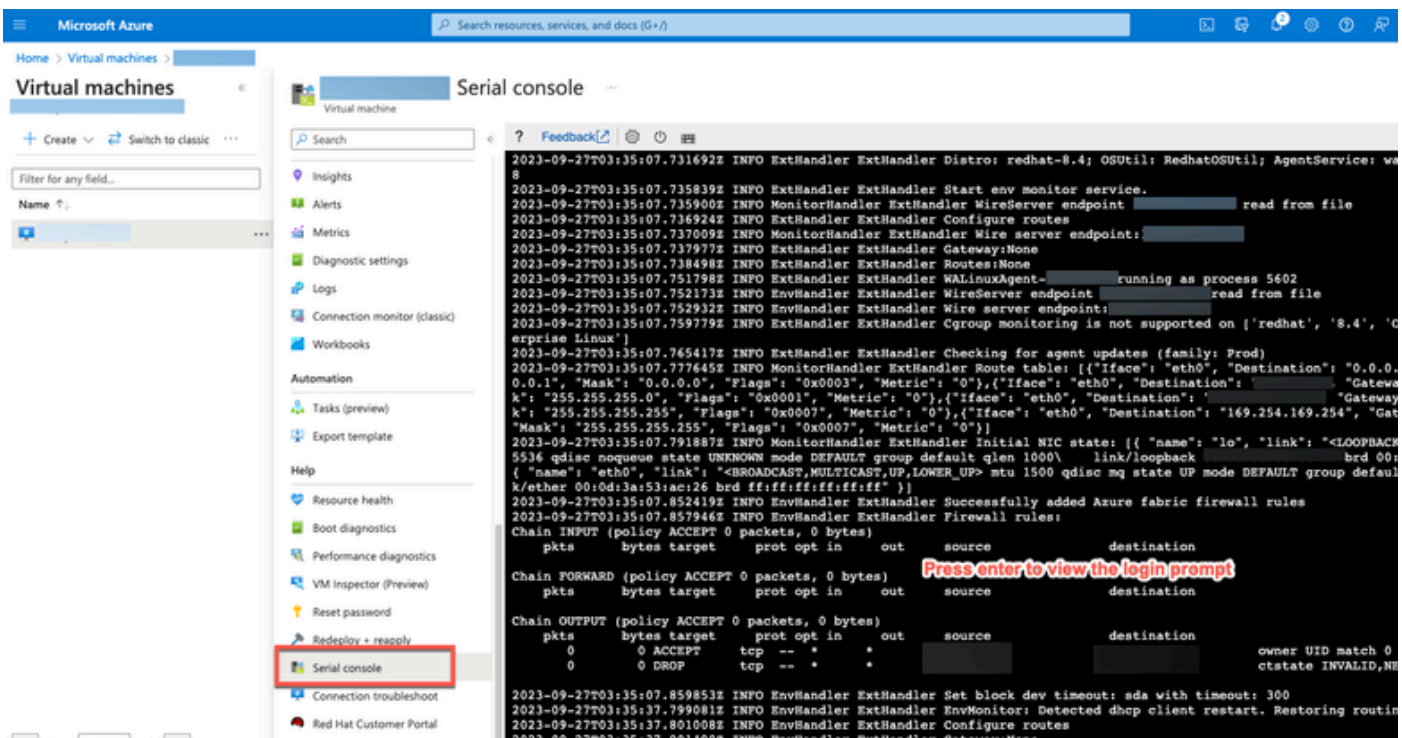 Microsoft Azure
Search resources, services, and docs (G+/)
2
Home > Virtual machines >
Virtual machines
Create
Switch to classic
Filter for any field...
Name
Serial console
Virtual machine
Search
Insights
Alerts
Metrics
Diagnostic settings
Logs
Connection monitor (classic)
Workbooks
Automation
Tasks (preview)
Export template
Help
Resource health
Boot diagnostics
Performance diagnostics
VM Inspector (Preview)
Reset password
Redeploy + reapply
Serial console
Connection troubleshoot
Red Hat Customer Portal
? Feedback
2023-09-27T03:35:07.731692Z INFO ExtHandler ExtHandler Distro: redhat-8.4; OSUtil: RedhatOSUtil; AgentService: wa
8
2023-09-27T03:35:07.735839Z INFO ExtHandler ExtHandler Start env monitor service.
2023-09-27T03:35:07.735900Z INFO MonitorHandler ExtHandler WireServer endpoint read from file
2023-09-27T03:35:07.736924Z INFO ExtHandler ExtHandler Configure routes
2023-09-27T03:35:07.737009Z INFO MonitorHandler ExtHandler Wire server endpoint:
2023-09-27T03:35:07.737977Z INFO ExtHandler ExtHandler Gateway:None
2023-09-27T03:35:07.738498Z INFO ExtHandler ExtHandler Routes:None
2023-09-27T03:35:07.751798Z INFO ExtHandler ExtHandler WALinuxAgent- running as process 5602
2023-09-27T03:35:07.752173Z INFO EnvHandler ExtHandler WireServer endpoint read from file
2023-09-27T03:35:07.752932Z INFO EnvHandler ExtHandler Wire server endpoint:
2023-09-27T03:35:07.759779Z INFO ExtHandler ExtHandler Cgroup monitoring is not supported on ['redhat', '8.4', 'O
erprise Linux']
2023-09-27T03:35:07.765417Z INFO ExtHandler ExtHandler Checking for agent updates (family: Prod)
2023-09-27T03:35:07.777645Z INFO MonitorHandler ExtHandler Route table: [{"Iface": "eth0", "Destination": "0.0.0.
0.0.1", "Mask": "0.0.0.0", "Flags": "0x0003", "Metric": "0"},{"Iface": "eth0", "Destination": "Gatewa
k": "255.255.255.0", "Flags": "0x0001", "Metric": "0"},{"Iface": "eth0", "Destination": "Gateway
k": "255.255.255.255", "Flags": "0x0007", "Metric": "0"},{"Iface": "eth0", "Destination": "169.254.169.254", "Gat
"Mask": "255.255.255.255", "Flags": "0x0007", "Metric": "0"}]
2023-09-27T03:35:07.791887Z INFO MonitorHandler ExtHandler Initial NIC state: [{ "name": "lo", "link": "<LOOPBACK
5536 qdisc noqueue state UNKNOWN mode DEFAULT group default qlen 1000\ link/loopback brd 00:
{ "name": "eth0", "link": "<BROADCAST,MULTICAST,UP,LOWER_UP> mtu 1500 qdisc mq state UP mode DEFAULT group defaul
k/ether 00:0d:3a:53:ac:26 brd ff:ff:ff:ff:ff:ff" }]
2023-09-27T03:35:07.852419Z INFO EnvHandler ExtHandler Successfully added Azure fabric firewall rules
2023-09-27T03:35:07.857946Z INFO EnvHandler ExtHandler Firewall rules:
Chain INPUT (policy ACCEPT 0 packets, 0 bytes)
pkts bytes target prot opt in out source destination
Press enter to view the login prompt
Chain FORWARD (policy ACCEPT 0 packets, 0 bytes)
pkts bytes target prot opt in out source destination
Chain OUTPUT (policy ACCEPT 0 packets, 0 bytes)
pkts bytes target prot opt in out source destination
0 0 ACCEPT tcp -- * * owner UID match 0
0 0 DROP tcp -- * * ctstate INVALID,NE
2023-09-27T03:35:07.859853Z INFO EnvHandler ExtHandler Set block dev timeout: sda with timeout: 300
2023-09-27T03:35:37.799081Z INFO EnvHandler ExtHandler EnvMonitor: Detected dhcp client restart. Restoring routin
2023-09-27T03:35:37.801008Z INFO EnvHandler ExtHandler Configure routes